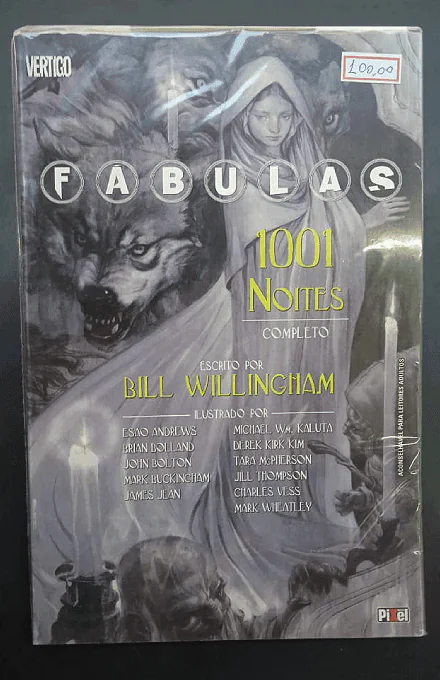 VERTIGO
100,00
FÁBULAS
1001
NOITES
COMPLETO
ESCRITO POR
BILL WILLINGHAM
ILUSTRADO POR
ESAO ANDREWS
BRIAN BOLLAND
JOHN BOLTON
MARK BUCKINGHAM
JAMES JEAN
MICHAEL WM. KALUTA
DEREK KIRK KIM
TARA McPHERSON
JILL THOMPSON
CHARLES VESS
MARK WHEATLEY
ACONSELHÁVEL PARA LEITORES ADULTOS
Pixel